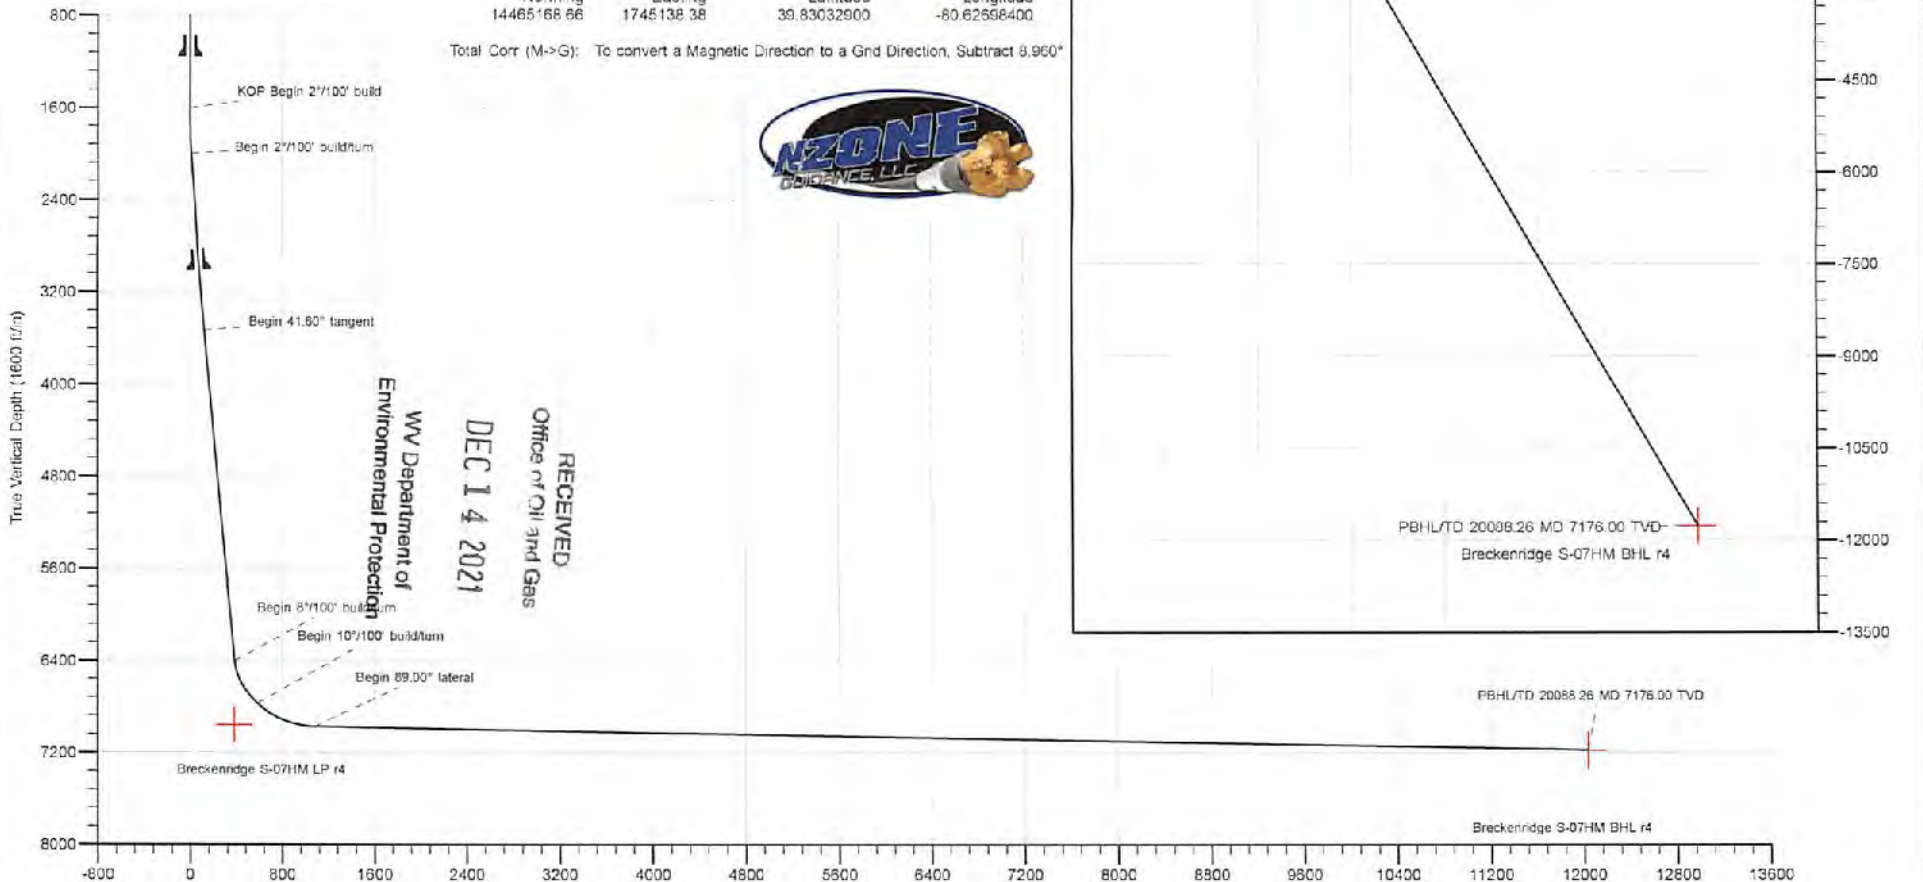 14465168 66 1745138.38 39.83032900 -80.62698400
Total Corr (M->G): To convert a Magnetic Direction to a Grid Direction, Subtract 8.960°
NZONE
GUIDANCE, LLC
True Vertical Depth (1600 ft/in)
800
1600
2400
3200
4000
4800
5600
6400
7200
8000
KOP Begin 2°/100' build
Begin 2°/100' build/turn
Begin 41.60° tangent
Begin 8°/100' build/turn
Begin 10°/100' build/turn
Begin 89.00° lateral
Breckenridge S-07HM LP r4
RECEIVED
Office of Oil and Gas
DEC 14 2021
WV Department of
Environmental Protection
-4500
-6000
-7500
-9000
-10500
-12000
-13500
PBHL/TD 20088.26 MD 7176.00 TVD
Breckenridge S-07HM BHL r4
PBHL/TD 20088 26 MD 7176.00 TVD
Breckenridge S-07HM BHL r4
-800 0 800 1600 2400 3200 4000 4800 5600 6400 7200 8000 8800 9600 10400 11200 12000 12800 13600